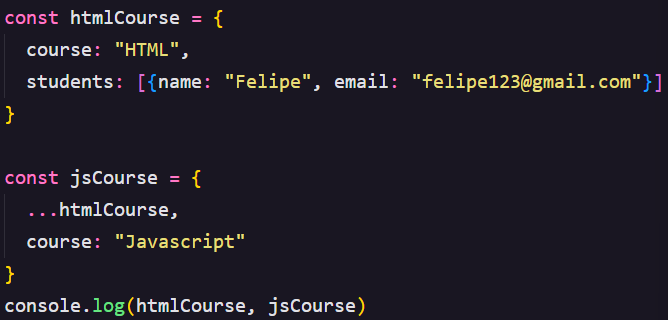 const htmlCourse = {
  course: "HTML",
  students: [{name: "Felipe", email: "felipe123@gmail.com"}]
}

const jsCourse = {
  ...htmlCourse,
  course: "Javascript"
}
console.log(htmlCourse, jsCourse)